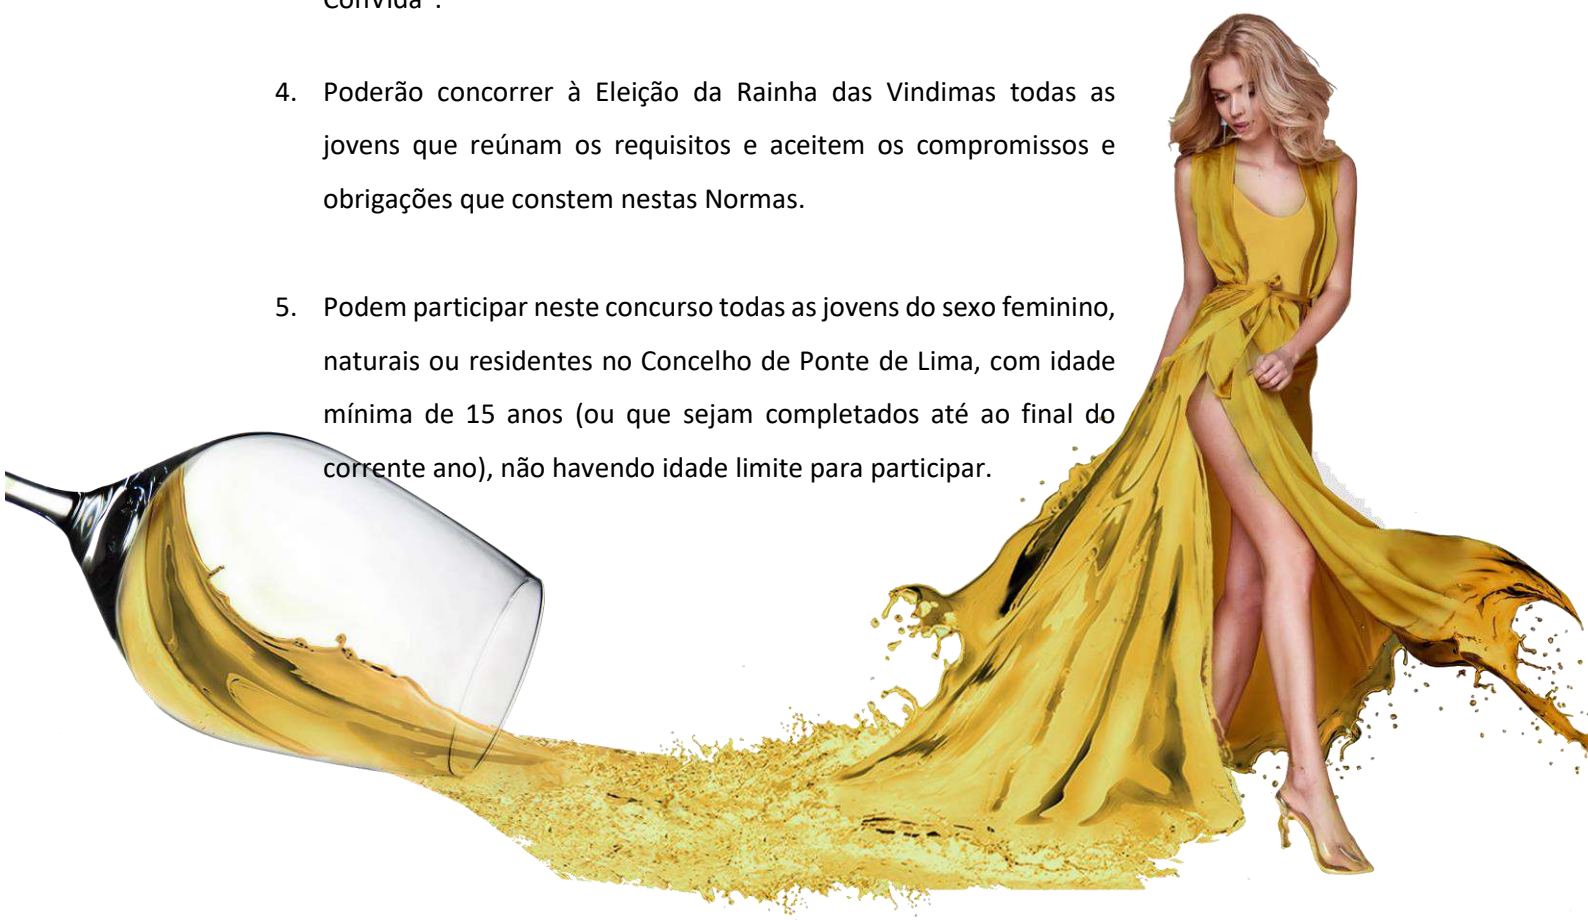 Convida".
4. Poderão concorrer à Eleição da Rainha das Vindimas todas as
jovens que reúnam os requisitos e aceitem os compromissos e
obrigações que constem nestas Normas.
5. Podem participar neste concurso todas as jovens do sexo feminino,
naturais ou residentes no Concelho de Ponte de Lima, com idade
mínima de 15 anos (ou que sejam completados até ao final do
corrente ano), não havendo idade limite para participar.